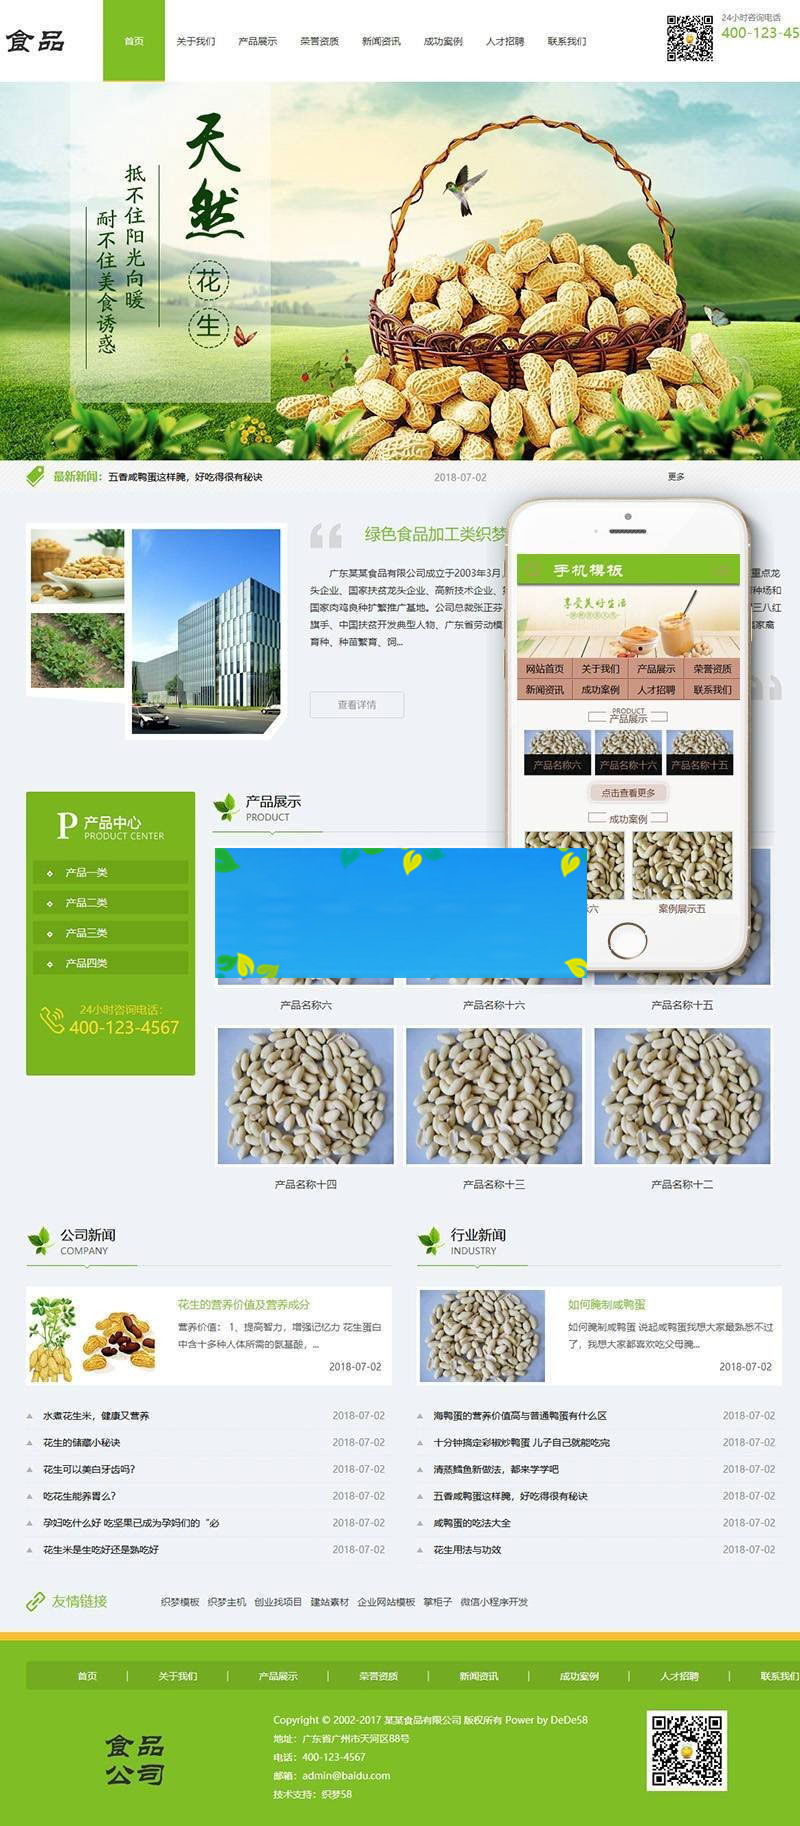 食品
首页 关于我们 产品展示 荣誉资质 新闻资讯 成功案例 人才招聘 联系我们
24小时咨询电话
400-123-45
天然
花生
抵不住阳光向暖
耐不住美食诱惑
最新新闻： 五香咸鸭蛋这样腌，好吃得很有秘诀 2018-07-02 更多
绿色食品加工类织梦
广东某某食品有限公司成立于2003年3月，
重点龙
头企业、国家扶贫龙头企业、高新技术企业、
种场和
国家肉鸡良种扩繁推广基地。公司总裁张正芬
三八红
旗手、中国扶贫开发典型人物、广东省劳动模
家禽
育种、种苗繁育、饲...
查看详情
手机模板
享受美好生活
网站首页 关于我们 产品展示 荣誉资质
新闻资讯 成功案例 人才招聘 联系我们
PRODUCT
产品展示
产品名称六 产品名称十六 产品名称十五
点击查看更多
成功案例
六 案例展示五
P 产品中心
PRODUCT CENTER
产品一类
产品二类
产品三类
产品四类
24小时咨询电话：
400-123-4567
产品展示
PRODUCT
产品名称六 产品名称十六 产品名称十五
产品名称十四 产品名称十三 产品名称十二
公司新闻
COMPANY
花生的营养价值及营养成分
营养价值： 1、提高智力，增强记忆力 花生蛋白
中含十多种人体所需的氨基酸，...
2018-07-02
水煮花生米，健康又营养 2018-07-02
花生的储藏小秘诀 2018-07-02
花生可以美白牙齿吗？ 2018-07-02
吃花生能养胃么？ 2018-07-02
孕妇吃什么好 吃坚果已成为孕妈们的“必 2018-07-02
花生米是生吃好还是熟吃好 2018-07-02
行业新闻
INDUSTRY
如何腌制咸鸭蛋
如何腌制咸鸭蛋 说起咸鸭蛋我想大家最熟悉不过
了，我想大家都喜欢吃父母腌...
2018-07-02
海鸭蛋的营养价值高与普通鸭蛋有什么区 2018-07-02
十分钟搞定彩椒炒鸭蛋 儿子自己就能吃完 2018-07-02
清蒸鳕鱼新做法，都来学学吧 2018-07-02
五香咸鸭蛋这样腌，好吃得很有秘诀 2018-07-02
咸鸭蛋的吃法大全 2018-07-02
花生用法与功效 2018-07-02
友情链接 织梦模板 织梦主机 创业找项目 建站素材 企业网站模板 掌柜子 微信小程序开发
首页 | 关于我们 | 产品展示 | 荣誉资质 | 新闻资讯 | 成功案例 | 人才招聘 | 联系我们
食品
公司
Copyright © 2002-2017 某某食品有限公司 版权所有 Power by DeDe58
地址：广东省广州市天河区88号
电话：400-123-4567
邮箱：admin@baidu.com
技术支持：织梦58